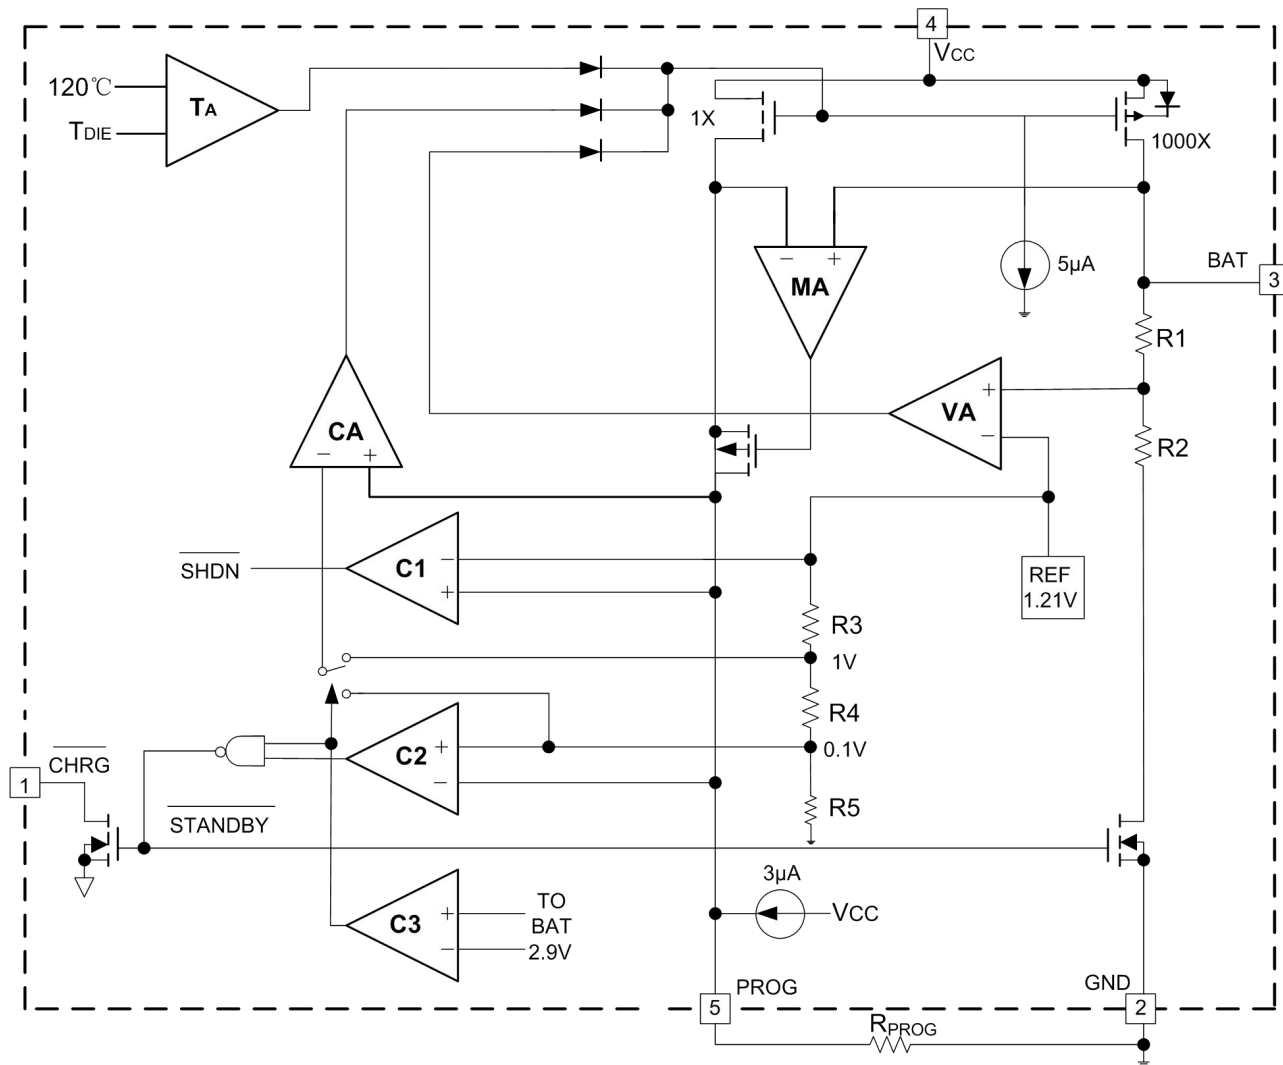 4
VCC
120℃
TA
TDIE
1X
1000X
5µA
BAT
3
− +
MA
R1
+
VA
−
R2
CA
− +
SHDN
−
C1
+
REF
1.21V
R3
1V
R4
+
C2
−
0.1V
CHRG
1
STANDBY
R5
3µA
VCC
+
C3
−
TO
BAT
2.9V
PROG
GND
5
2
RPROG